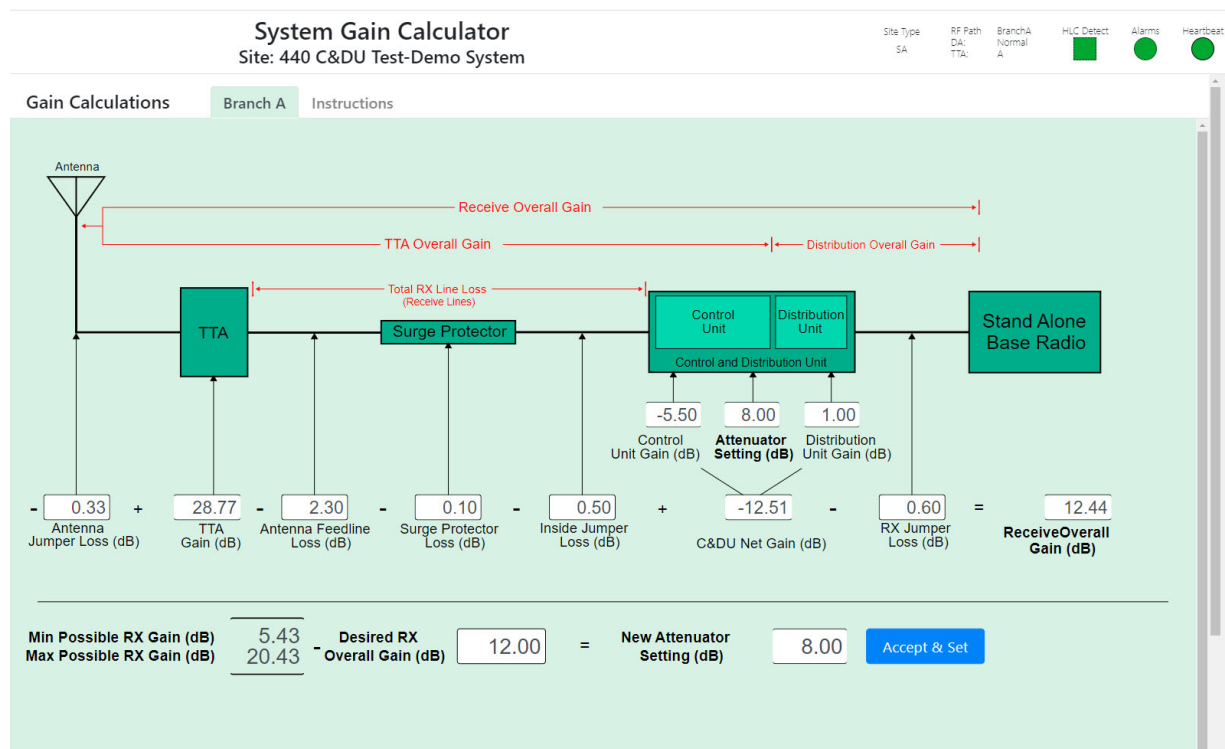 System Gain Calculator
Site: 440 C&DU Test-Demo System
Site Type
SA
RF Path BranchA
DA: Normal
TTA: A
HLC Detect
Alarms
Heartbeat
Gain Calculations
Branch A
Instructions
Antenna
Receive Overall Gain
TTA Overall Gain
Distribution Overall Gain
Total RX Line Loss
(Receive Lines)
TTA
Surge Protector
Control
Unit
Distribution
Unit
Control and Distribution Unit
Stand Alone
Base Radio
-5.50
8.00
1.00
Control
Unit Gain (dB)
Attenuator
Setting (dB)
Distribution
Unit Gain (dB)
- 0.33 + 28.77 - 2.30 - 0.10 - 0.50 + -12.51 - 0.60 = 12.44
Antenna
Jumper Loss (dB)
TTA
Gain (dB)
Antenna Feedline
Loss (dB)
Surge Protector
Loss (dB)
Inside Jumper
Loss (dB)
C&DU Net Gain (dB)
RX Jumper
Loss (dB)
ReceiveOverall
Gain (dB)
Min Possible RX Gain (dB) 5.43
Max Possible RX Gain (dB) 20.43
-
Desired RX
Overall Gain (dB)
12.00
=
New Attenuator
Setting (dB)
8.00
Accept & Set